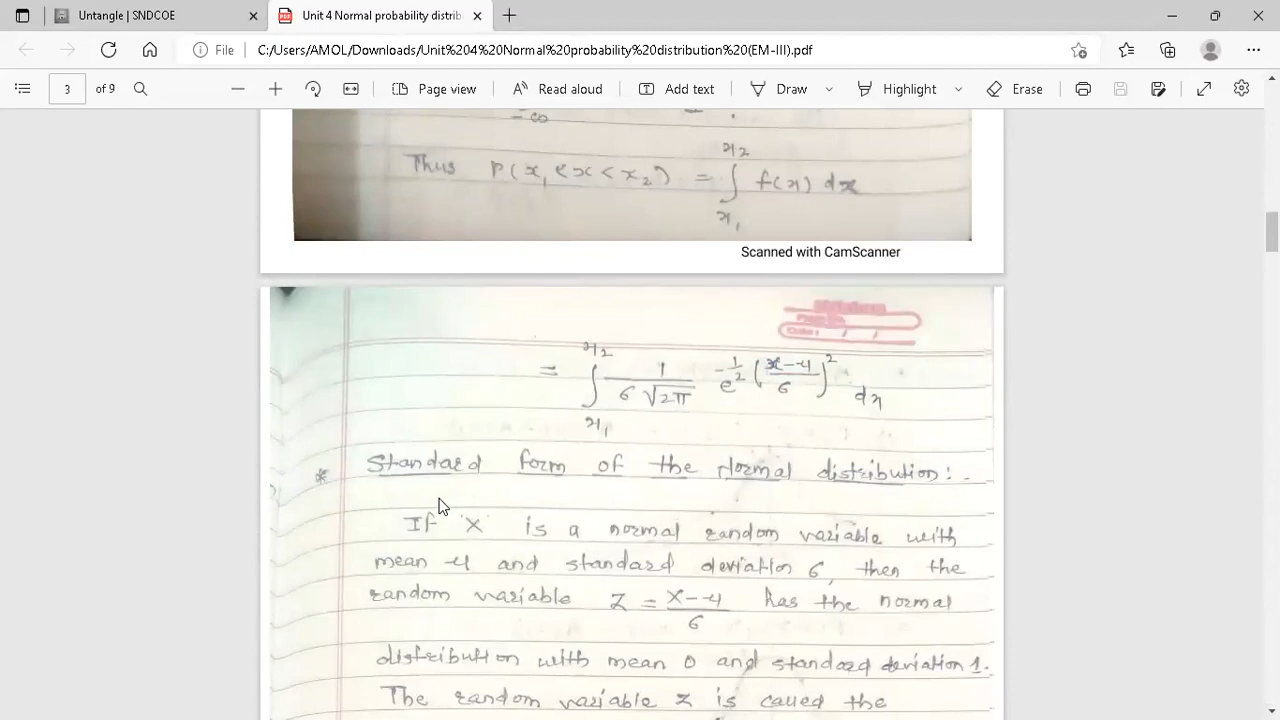 Untangle | SNDCOE
Unit 4 Normal probability distrib
File
C:/Users/AMOL/Downloads/Unit%204%20Normal%20probability%20distribution%20(EM-III).pdf
3 of 9
Page view
Read aloud
Add text
Draw
Highlight
Erase
-∞
Thus P(x₁ < x < x₂) = ∫ₓ₁ˣ² f(x) dx
Scanned with CamScanner
= ∫ₓ₁ˣ² 1/(σ√2π) e^-1/2 ((x-μ)/σ)² dx
* Standard form of the Normal distribution:-
If 'X' is a normal random variable with
mean μ and standard deviation σ, then the
random variable Z = (X-μ)/σ has the normal
distribution with mean 0 and standard deviation 1.
The random variable Z is called the